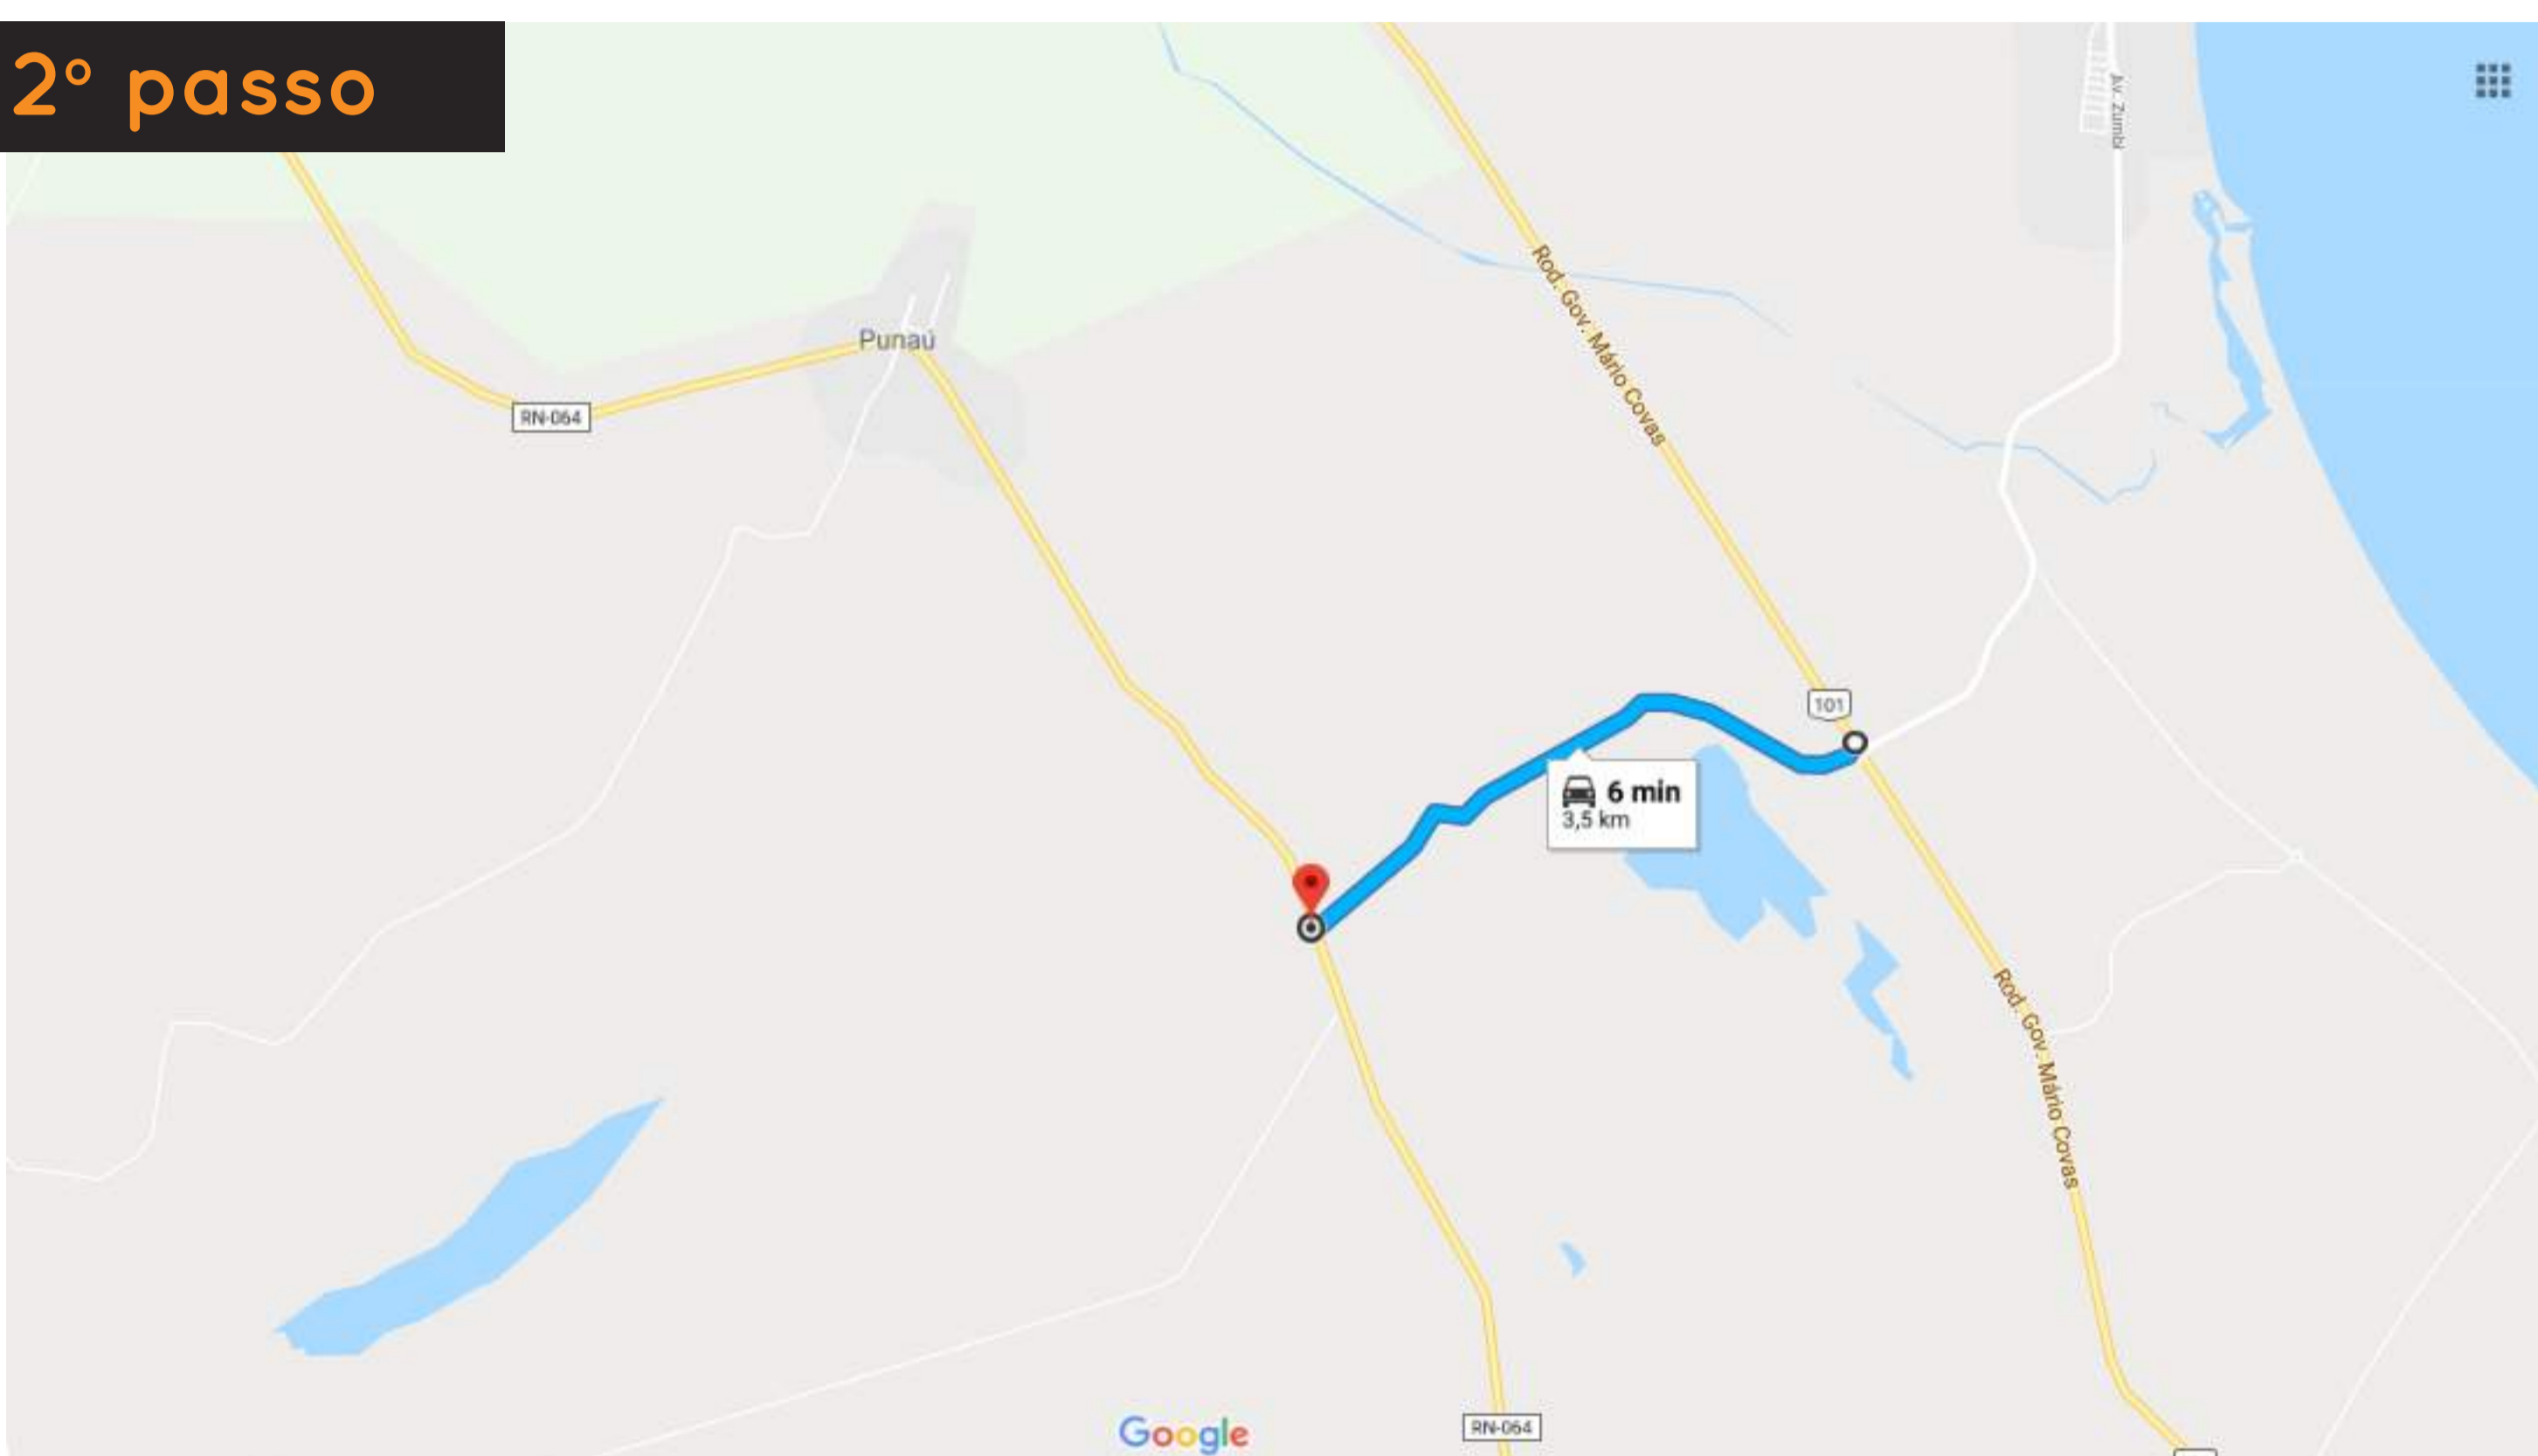 2º passo
Av. Zumbi
Rod. Gov. Mário Covas
Punaú
RN-064
101
6 min
3,5 km
Rod. Gov. Mário Covas
Google
RN-064